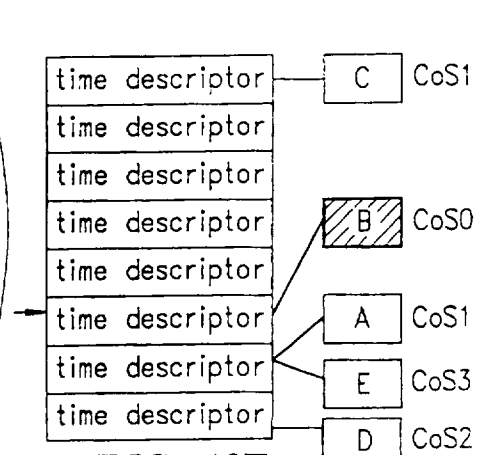 time descriptor C CoS1
time descriptor
time descriptor
time descriptor B CoS0
time descriptor
time descriptor A CoS1
time descriptor E CoS3
time descriptor D CoS2